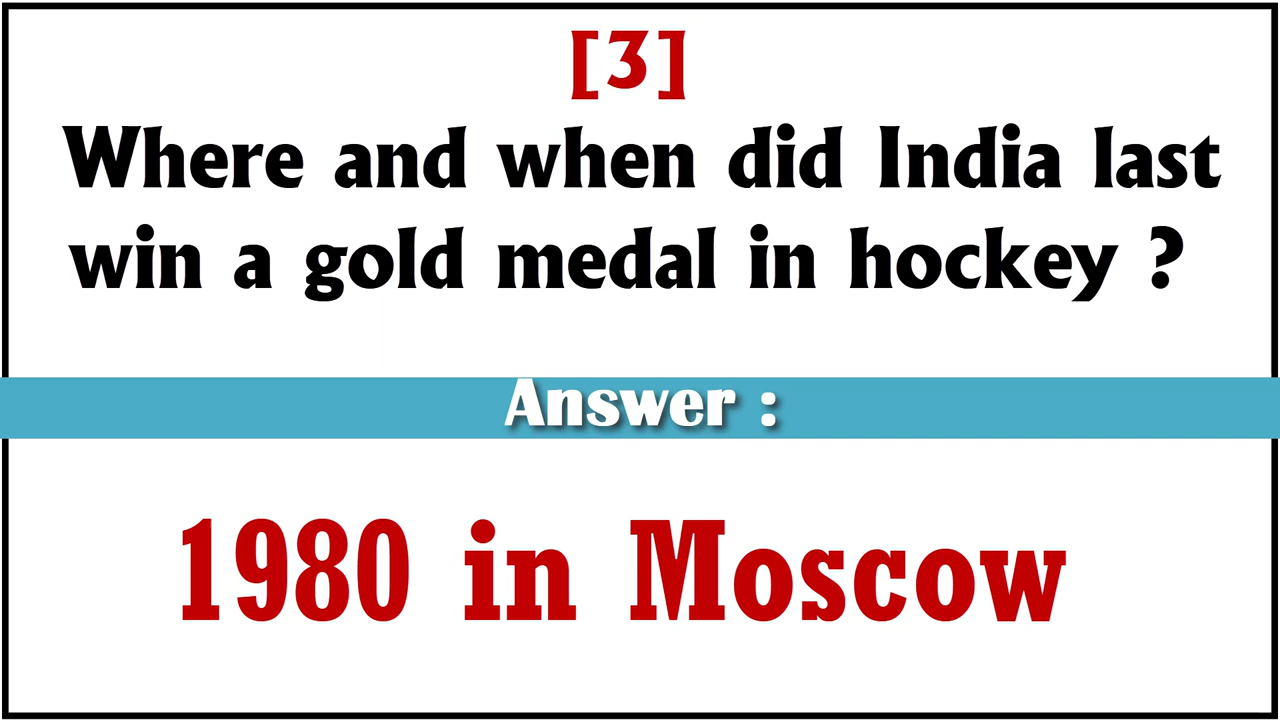 [3]
Where and when did India last
win a gold medal in hockey ?
Answer :
1980 in Moscow